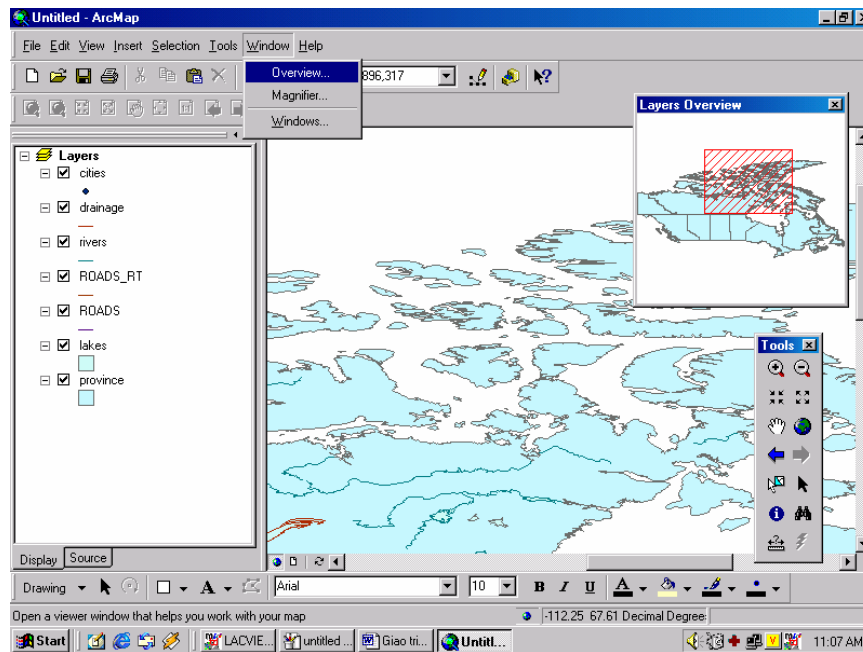 Untitled - ArcMap
File Edit View Insert Selection Tools Window Help
Overview...
Magnifier...
Windows...
896,317
Layers Overview
Layers
cities
drainage
rivers
ROADS_RT
ROADS
lakes
province
Tools
Display Source
Drawing A Arial 10 B I U A
Open a viewer window that helps you work with your map
-112.25 67.61 Decimal Degree
Start LACVIE... untitled ... Giao tri... Untitl... V 11:07 AM